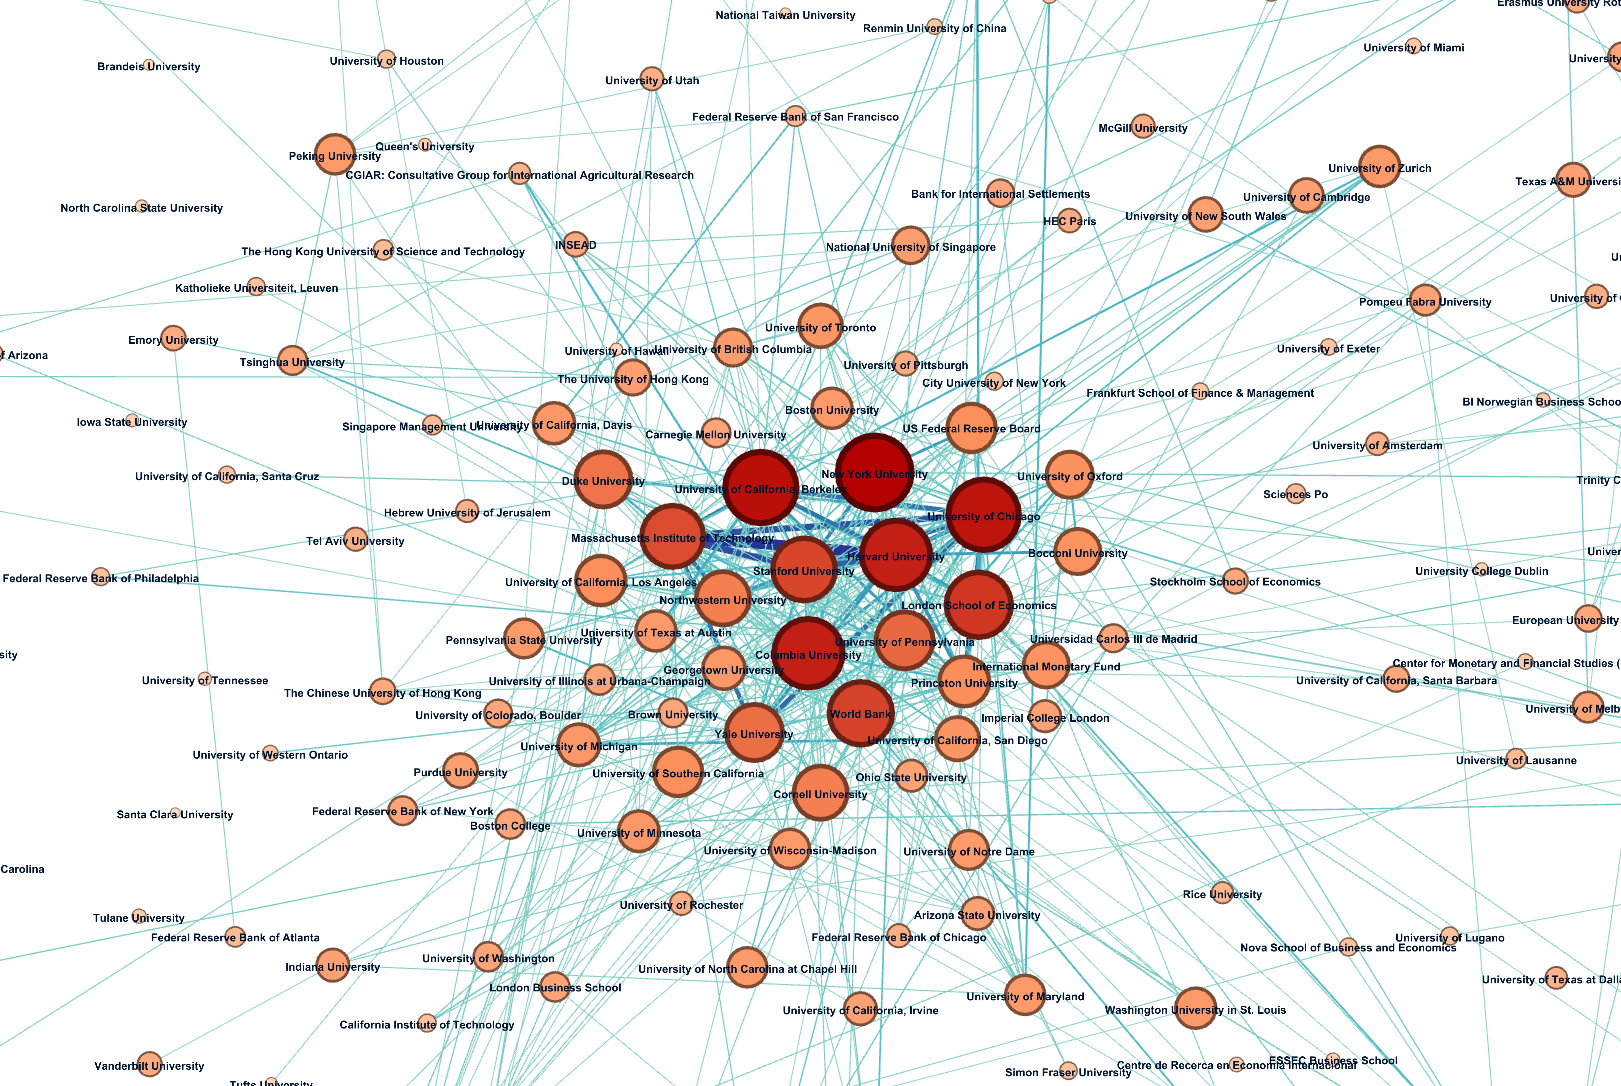 Erasmus University Rot
National Taiwan University
Renmin University of China
University of Miami
University of Houston
University
Brandeis University
University of Utah
Federal Reserve Bank of San Francisco
McGill University
Queen's University
Peking University
University of Zurich
CGIAR: Consultative Group for International Agricultural Research
Texas A&M Universi
Bank for International Settlements
University of Cambridge
North Carolina State University
University of New South Wales
HEC Paris
INSEAD
National University of Singapore
The Hong Kong University of Science and Technology
Un
Katholieke Universiteit, Leuven
University of
Pompeu Fabra University
University of Toronto
Emory University
University of Hawaii
University of British Columbia
University of Exeter
f Arizona
Tsinghua University
University of Pittsburgh
The University of Hong Kong
City University of New York
Frankfurt School of Finance & Management
BI Norwegian Business Schoo
Boston University
Iowa State University
Singapore Management University
University of California, Davis
US Federal Reserve Board
Carnegie Mellon University
University of Amsterdam
New York University
University of California, Santa Cruz
University of Oxford
Duke University
Trinity C
University of California, Berkeley
Sciences Po
Hebrew University of Jerusalem
University of Chicago
Massachusetts Institute of Technology
Tel Aviv University
Harvard University
Bocconi University
Univer
Stanford University
University College Dublin
Federal Reserve Bank of Philadelphia
University of California, Los Angeles
Stockholm School of Economics
Northwestern University
London School of Economics
European University
University of Texas at Austin
Pennsylvania State University
University of Pennsylvania
Universidad Carlos III de Madrid
sity
Columbia University
Center for Monetary and Financial Studies (
International Monetary Fund
Georgetown University
University of Tennessee
University of Illinois at Urbana-Champaign
Princeton University
University of California, Santa Barbara
The Chinese University of Hong Kong
University of Melb
University of Colorado, Boulder
Brown University
World Bank
Imperial College London
Yale University
University of California, San Diego
University of Michigan
University of Western Ontario
University of Lausanne
Purdue University
University of Southern California
Ohio State University
Cornell University
Federal Reserve Bank of New York
Santa Clara University
Boston College
University of Minnesota
University of Wisconsin-Madison
University of Notre Dame
Carolina
Rice University
University of Rochester
Tulane University
Arizona State University
Federal Reserve Bank of Atlanta
Federal Reserve Bank of Chicago
University of Lugano
Nova School of Business and Economics
University of Washington
Indiana University
University of North Carolina at Chapel Hill
University of Texas at Dalla
London Business School
University of Maryland
University of California, Irvine
Washington University in St. Louis
California Institute of Technology
ESSEC Business School
Vanderbilt University
Centre de Recerca en Economia Internacional
Simon Fraser University
Tufts University